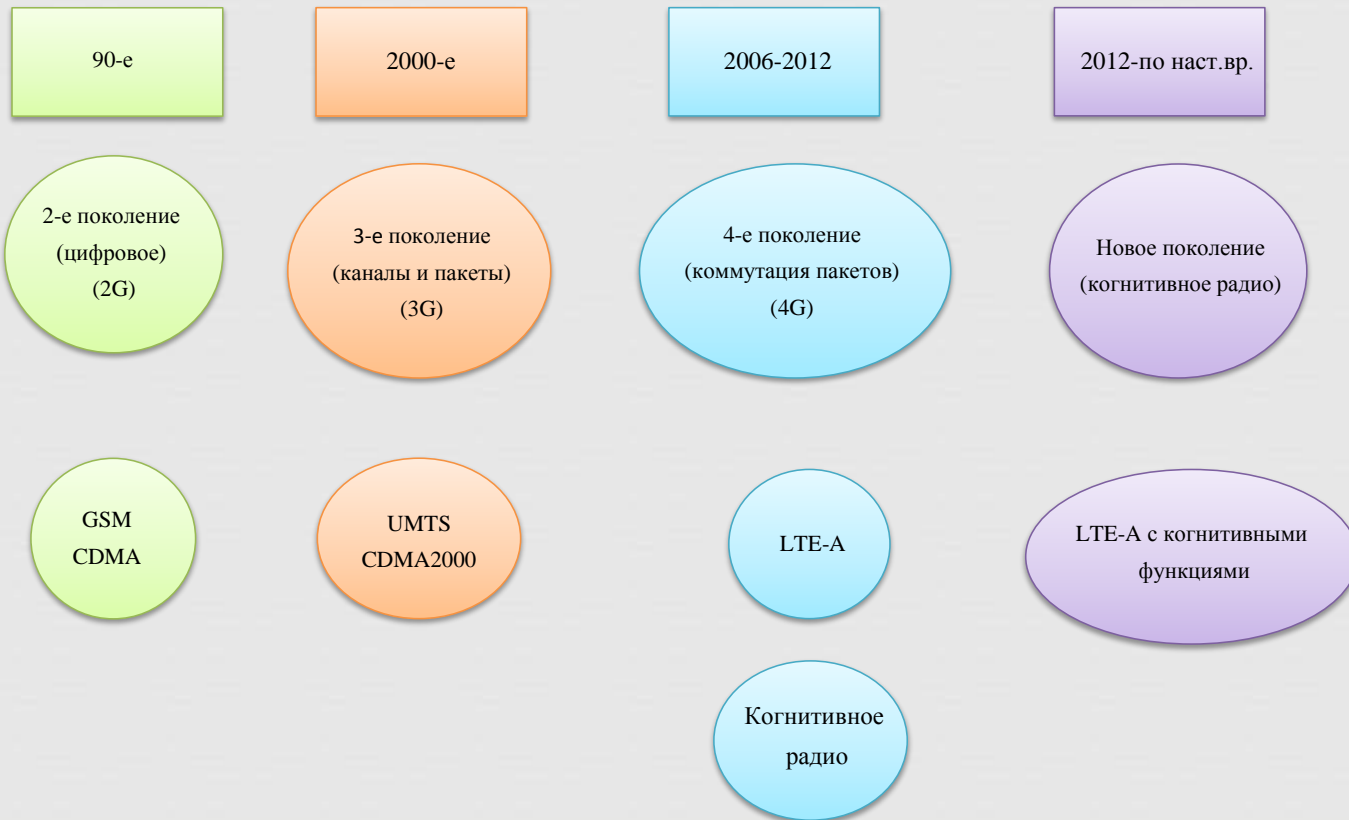 90-е
2000-е
2006-2012
2012-по наст.вр.
2-е поколение
(цифровое)
(2G)
3-е поколение
(каналы и пакеты)
(3G)
4-е поколение
(коммутация пакетов)
(4G)
Новое поколение
(когнитивное радио)
GSM
CDMA
UMTS
CDMA2000
LTE-A
LTE-A с когнитивными
функциями
Когнитивное
радио